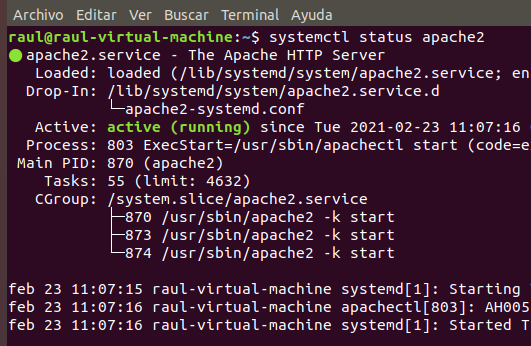 Archivo Editar Ver Buscar Terminal Ayuda
raul@raul-virtual-machine:~$ systemctl status apache2
● apache2.service - The Apache HTTP Server
Loaded: loaded (/lib/systemd/system/apache2.service; en
Drop-In: /lib/systemd/system/apache2.service.d
└─apache2-systemd.conf
Active: active (running) since Tue 2021-02-23 11:07:16
Process: 803 ExecStart=/usr/sbin/apachectl start (code=e
Main PID: 870 (apache2)
Tasks: 55 (limit: 4632)
CGroup: /system.slice/apache2.service
├─870 /usr/sbin/apache2 -k start
├─873 /usr/sbin/apache2 -k start
└─874 /usr/sbin/apache2 -k start
feb 23 11:07:15 raul-virtual-machine systemd[1]: Starting
feb 23 11:07:16 raul-virtual-machine apachectl[803]: AH005
feb 23 11:07:16 raul-virtual-machine systemd[1]: Started T